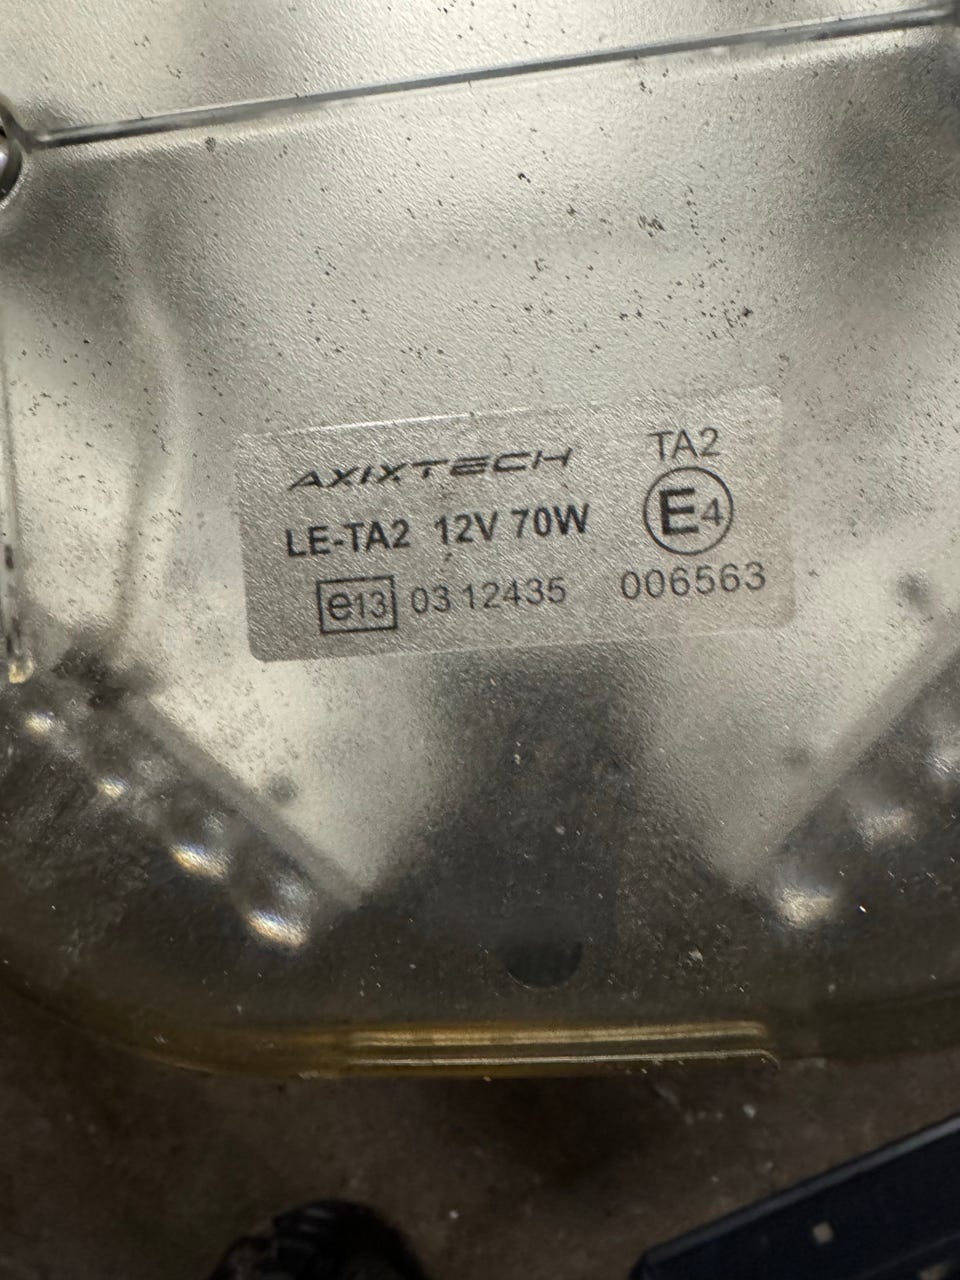 AXIXTECH TA2
LE-TA2 12V 70W E4
e13 03 12435 006563